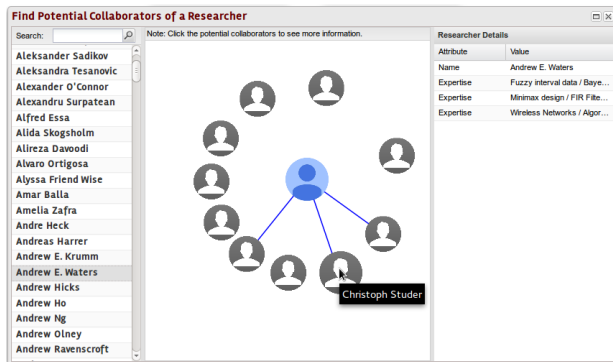 Find Potential Collaborators of a Researcher
Search:
Note: Click the potential collaborators to see more information.
Aleksander Sadikov
Aleksandra Tesanovic
Alexander O'Connor
Alexandru Surpatean
Alfred Essa
Alida Skogsholm
Alireza Davoodi
Alvaro Ortigosa
Alyssa Friend Wise
Amar Balla
Amelia Zafra
Andre Heck
Andreas Harrer
Andrew E. Krumm
Andrew E. Waters
Andrew Hicks
Andrew Ho
Andrew Ng
Andrew Olney
Andrew Ravenscroft
Christoph Studer
Researcher Details
Attribute Value
Name Andrew E. Waters
Expertise Fuzzy interval data / Baye...
Expertise Minimax design / FIR Filte...
Expertise Wireless Networks / Algor...